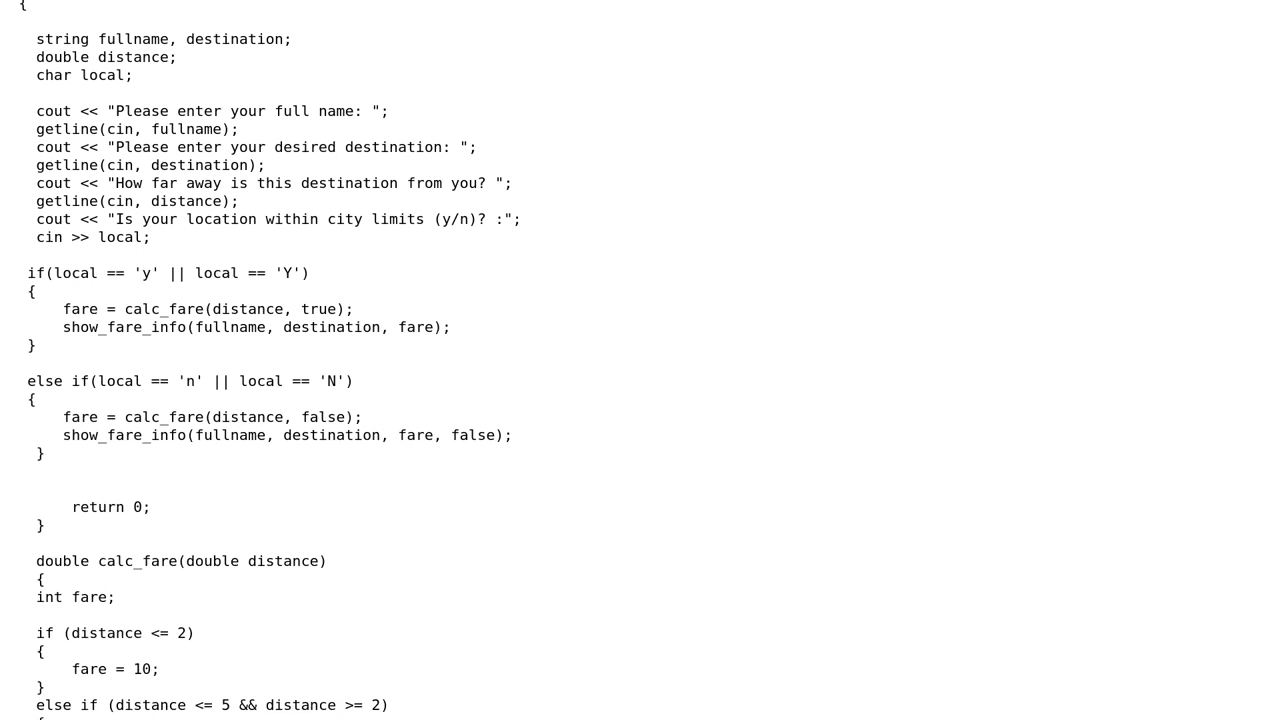 {
string fullname, destination;
double distance;
char local;
cout << "Please enter your full name: ";
getline(cin, fullname);
cout << "Please enter your desired destination: ";
getline(cin, destination);
cout << "How far away is this destination from you? ";
getline(cin, distance);
cout << "Is your location within city limits (y/n)? :";
cin >> local;
if(local == 'y' || local == 'Y')
{
fare = calc_fare(distance, true);
show_fare_info(fullname, destination, fare);
}
else if(local == 'n' || local == 'N')
{
fare = calc_fare(distance, false);
show_fare_info(fullname, destination, fare, false);
}
return 0;
}
double calc_fare(double distance)
{
int fare;
if (distance <= 2)
{
fare = 10;
}
else if (distance <= 5 && distance >= 2)
{